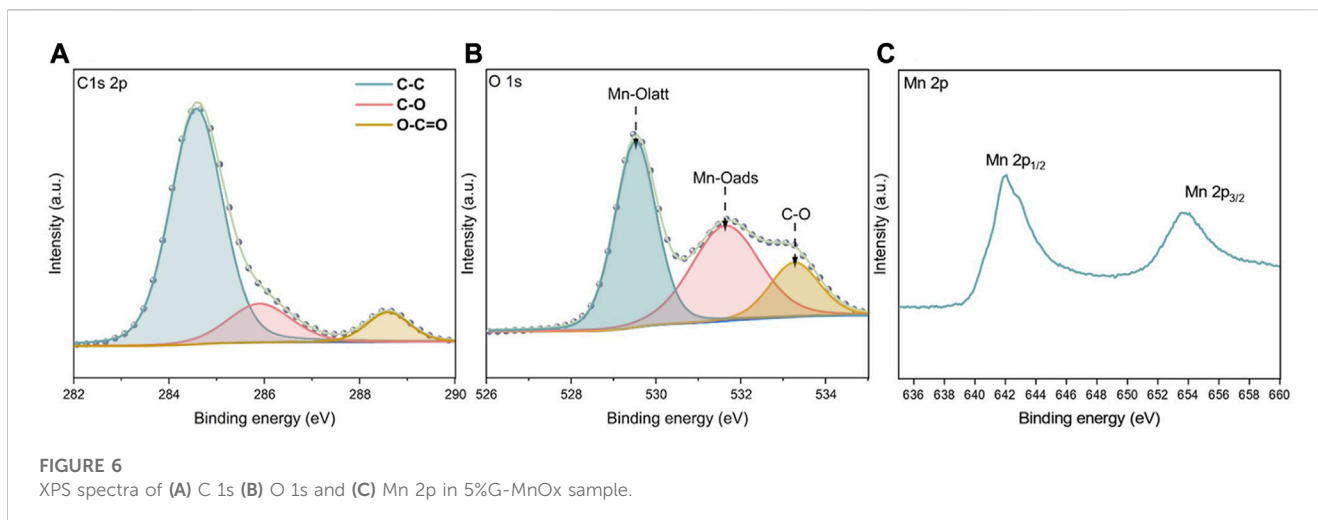 A
C1s 2p
C-C
C-O
O-C=O
Intensity (a.u.)
282 284 286 288 290
Binding energy (eV)
B
O 1s
Mn-Olatt
Mn-Oads
C-O
Intensity (a.u.)
526 528 530 532 534
Binding energy (eV)
C
Mn 2p
Mn 2p1/2
Mn 2p3/2
Intensity (a.u.)
636 638 640 642 644 646 648 650 652 654 656 658 660
Binding energy (eV)
FIGURE 6
XPS spectra of (A) C 1s (B) O 1s and (C) Mn 2p in 5%G-MnOx sample.